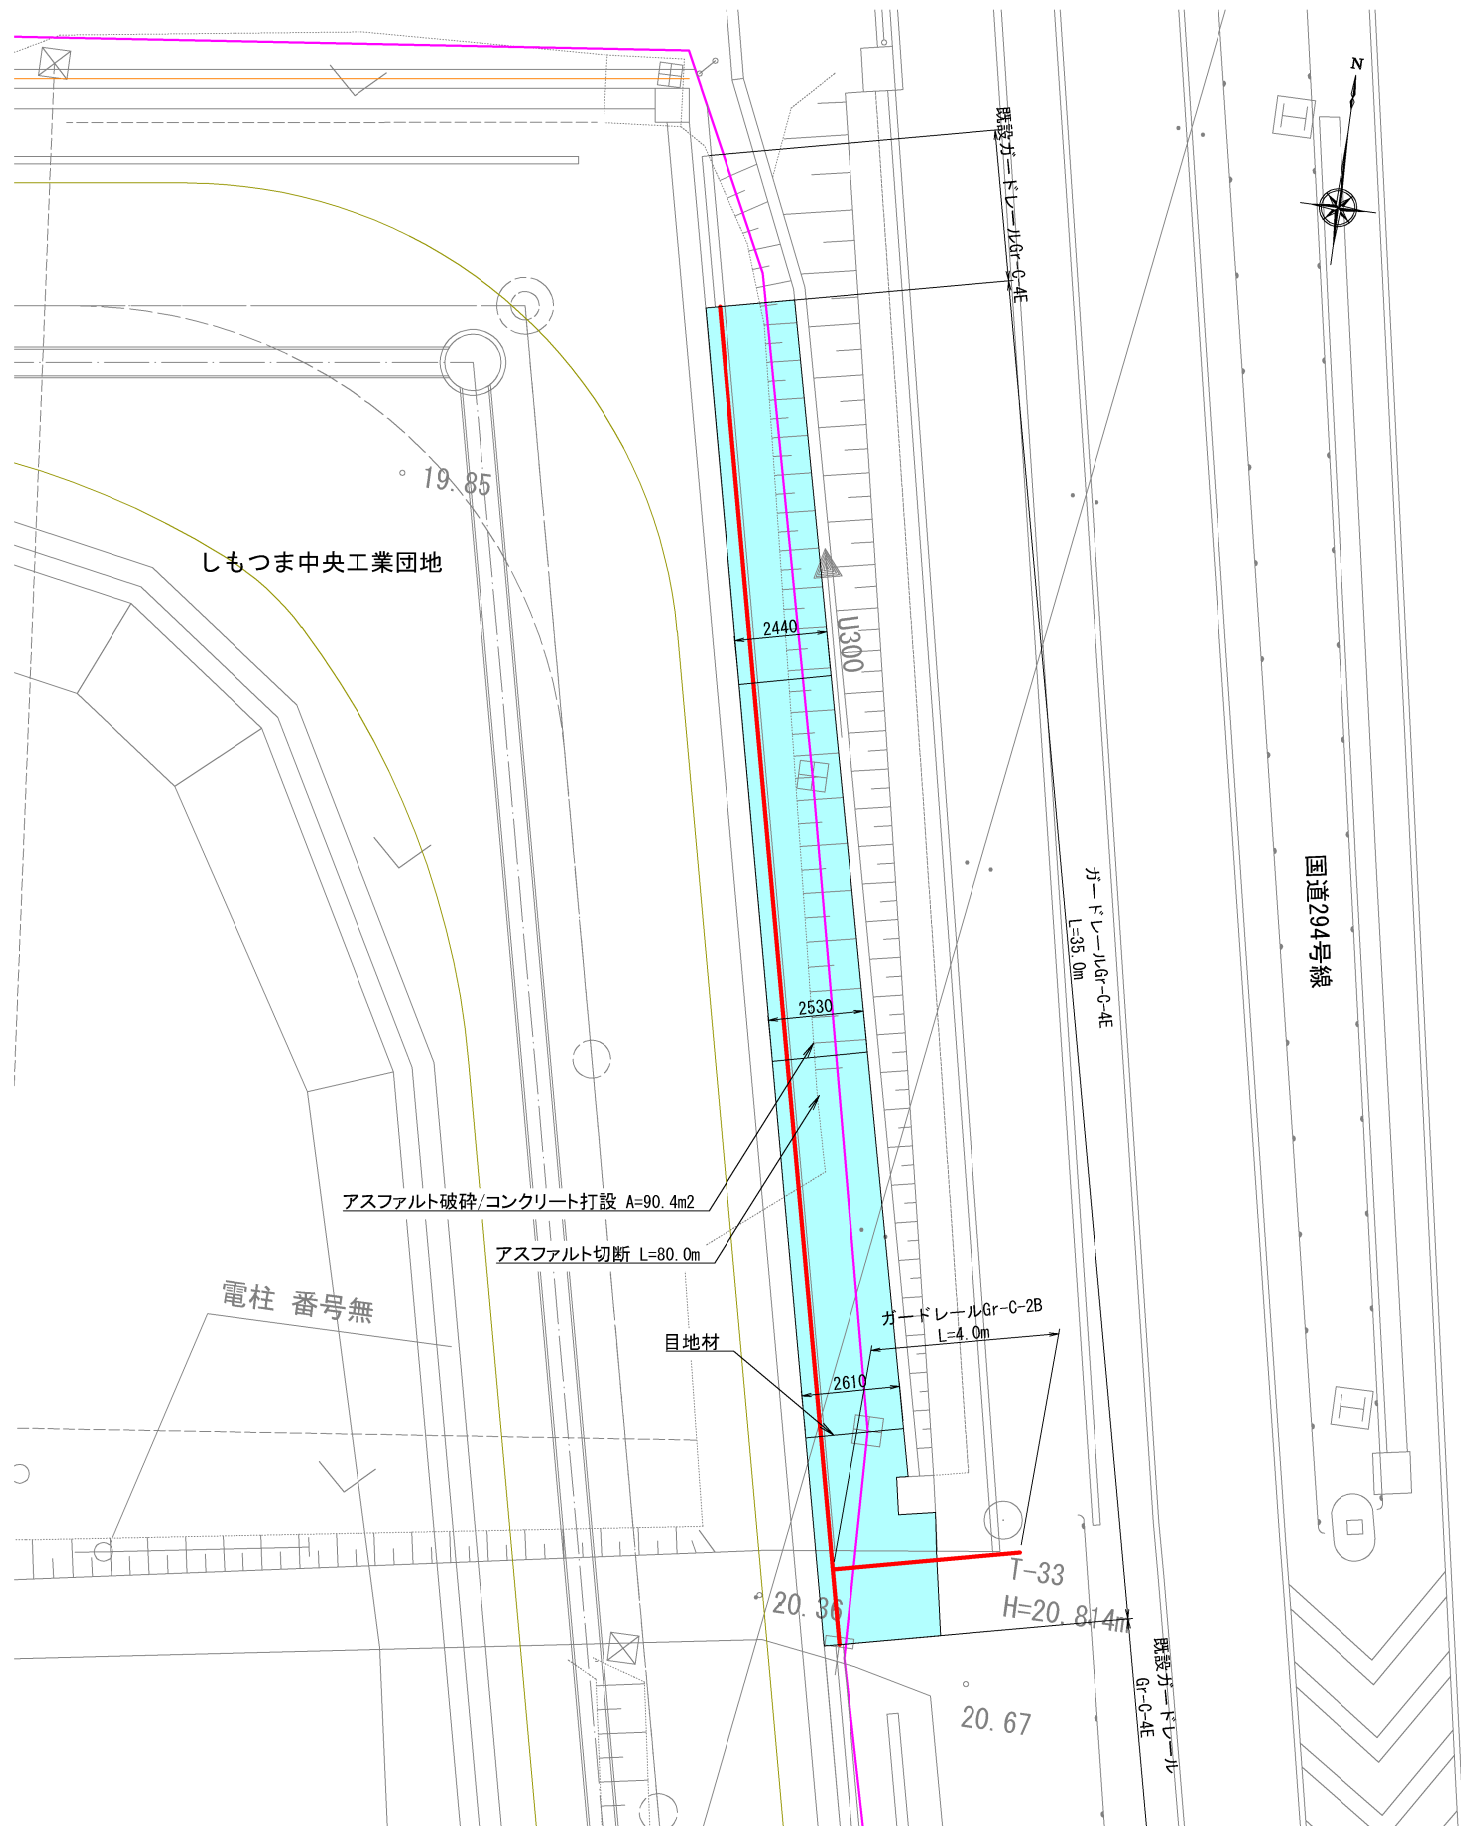 N
既設ガードレールGr-C-4E
19.85
しもつま中央工業団地
2440
U300
ガードレールGr-C-4E
L=35.0m
国道294号線
2530
アスファルト破砕/コンクリート打設 A=90.4m2
アスファルト切断 L=80.0m
電柱 番号無
ガードレールGr-C-2B
L=4.0m
目地材
2610
T-33
H=20.814m
20.36
既設ガードレール
Gr-C-4E
20.67